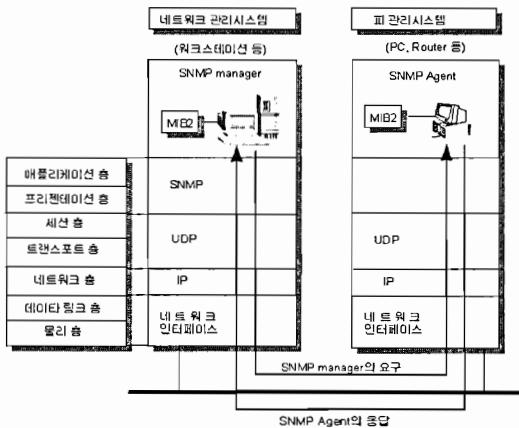 네트워크 관리시스템
피 관리시스템
(워크스테이션 등)
(PC, Router 등)
SNMP manager
SNMP Agent
MIB2
MIB2
애플리케이션 층
프리젠테이션 층
세션 층
트랜스포트 층
네트워크 층
데이타 링크 층
물리 층
SNMP
UDP
UDP
IP
IP
네 트 워 크
인터페이스
네 트 워 크
인터페이스
SNMP manager의 요구
SNMP Agent의 응답